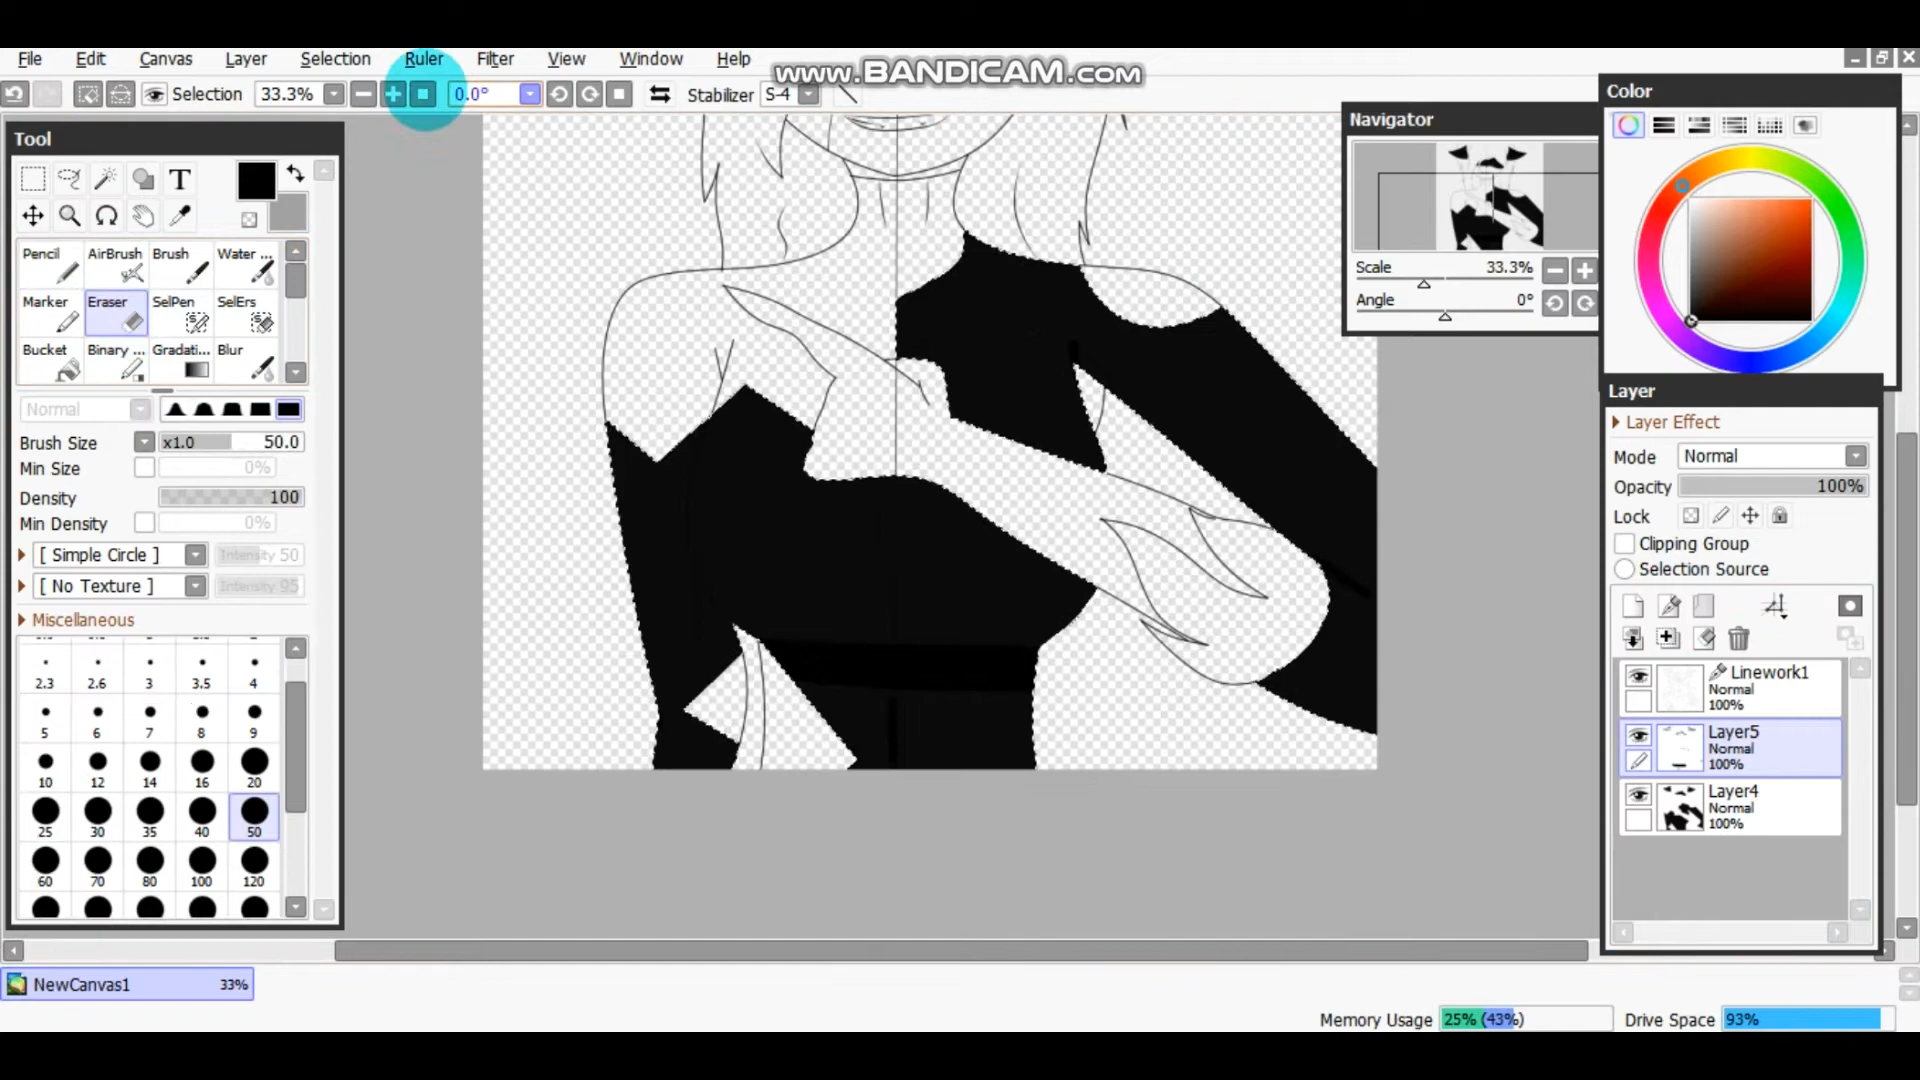 File Edit Canvas Layer Selection Ruler Filter View Window Help
www.BANDICAM.com
Selection 33.3% 0.0° Stabilizer S-4
Tool
T
Pencil AirBrush Brush Water ...
Marker Eraser SelPen SelErs
Bucket Binary ... Gradati... Blur
Normal
Brush Size x1.0 50.0
Min Size 0%
Density 100
Min Density 0%
[ Simple Circle ] Intensity 50
[ No Texture ] Intensity 95
Miscellaneous
2.3 2.6 3 3.5 4
5 6 7 8 9
10 12 14 16 20
25 30 35 40 50
60 70 80 100 120
Navigator
Scale 33.3%
Angle 0°
Color
Layer
Layer Effect
Mode Normal
Opacity 100%
Lock
Clipping Group
Selection Source
Linework1
Normal
100%
Layer5
Normal
100%
Layer4
Normal
100%
NewCanvas1 33%
Memory Usage 25% (43%) Drive Space 93%